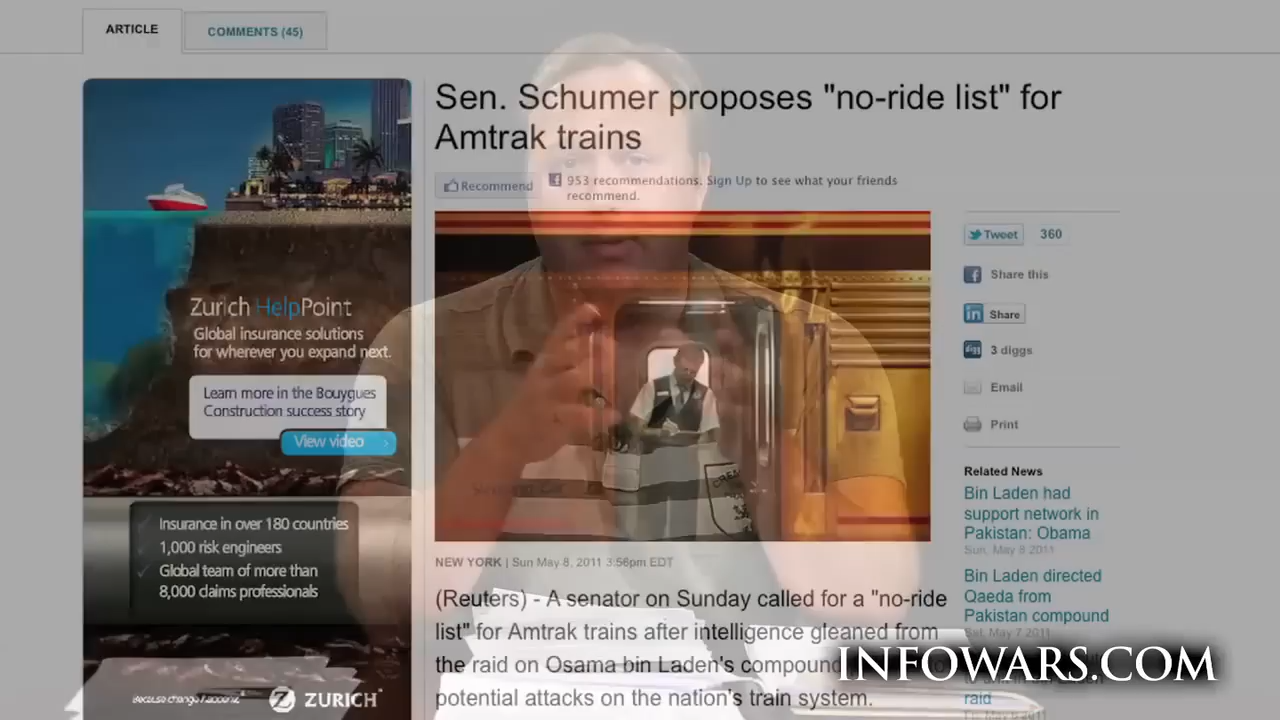 ARTICLE
COMMENTS (45)
Sen. Schumer proposes "no-ride list" for
Amtrak trains
Recommend
953 recommendations. Sign Up to see what your friends
recommend.
Zurich HelpPoint
Global insurance solutions
for wherever you expand next.
Learn more in the Bouygues
Construction success story
View video
Insurance in over 180 countries
1,000 risk engineers
Global team of more than
8,000 claims professionals
Because change happenz
ZURICH
NEW YORK | Sun May 8, 2011 3:56pm EDT
(Reuters) - A senator on Sunday called for a "no-ride
list" for Amtrak trains after intelligence gleaned from
the raid on Osama bin Laden's compound
potential attacks on the nation's train system.
Tweet 360
Share this
Share
3 diggs
Email
Print
Related News
Bin Laden had
support network in
Pakistan: Obama
Sun, May 8 2011
Bin Laden directed
Qaeda from
Pakistan compound
Sat, May 7 2011
raid
INFOWARS.COM